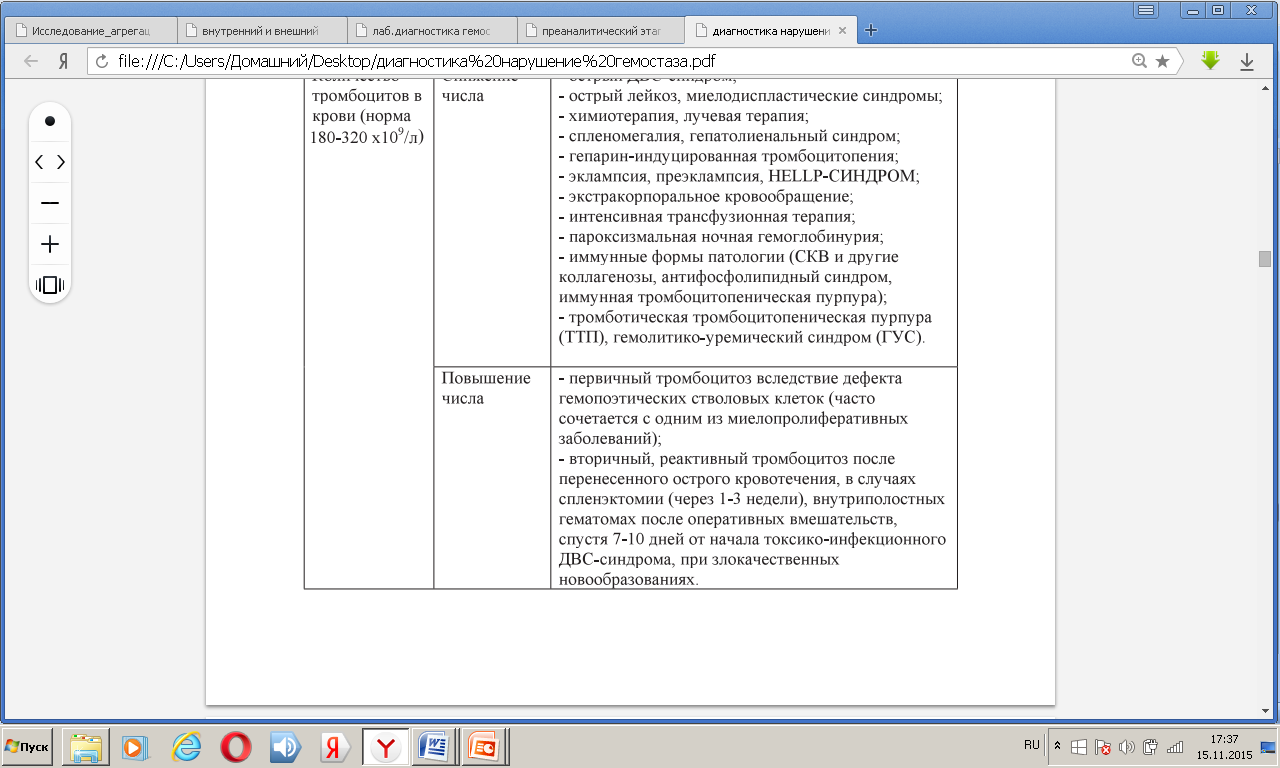 Исследование_агрегац
внутренний и внешний
лаб.диагностика гемос
преаналитический этап
диагностика нарушени
Я
file:///C:/Users/Домашний/Desktop/диагностика%20нарушение%20гемостаза.pdf
Количество
тромбоцитов в
крови (норма
180-320 x10⁹/л)
Снижение
числа
- острый ДВС-синдром;
- острый лейкоз, миелодиспластические синдромы;
- химиотерапия, лучевая терапия;
- спленомегалия, гепатолиенальный синдром;
- гепарин-индуцированная тромбоцитопения;
- эклампсия, преэклампсия, HELLP-СИНДРОМ;
- экстракорпоральное кровообращение;
- интенсивная трансфузионная терапия;
- пароксизмальная ночная гемоглобинурия;
- иммунные формы патологии (СКВ и другие
коллагенозы, антифосфолипидный синдром,
иммунная тромбоцитопеническая пурпура);
- тромботическая тромбоцитопеническая пурпура
(ТТП), гемолитико-уремический синдром (ГУС).
Повышение
числа
- первичный тромбоцитоз вследствие дефекта
гемопоэтических стволовых клеток (часто
сочетается с одним из миелопролиферативных
заболеваний);
- вторичный, реактивный тромбоцитоз после
перенесенного острого кровотечения, в случаях
спленэктомии (через 1-3 недели), внутриполостных
гематомах после оперативных вмешательств,
спустя 7-10 дней от начала токсико-инфекционного
ДВС-синдрома, при злокачественных
новообразованиях.
Пуск
RU
17:37
15.11.2015